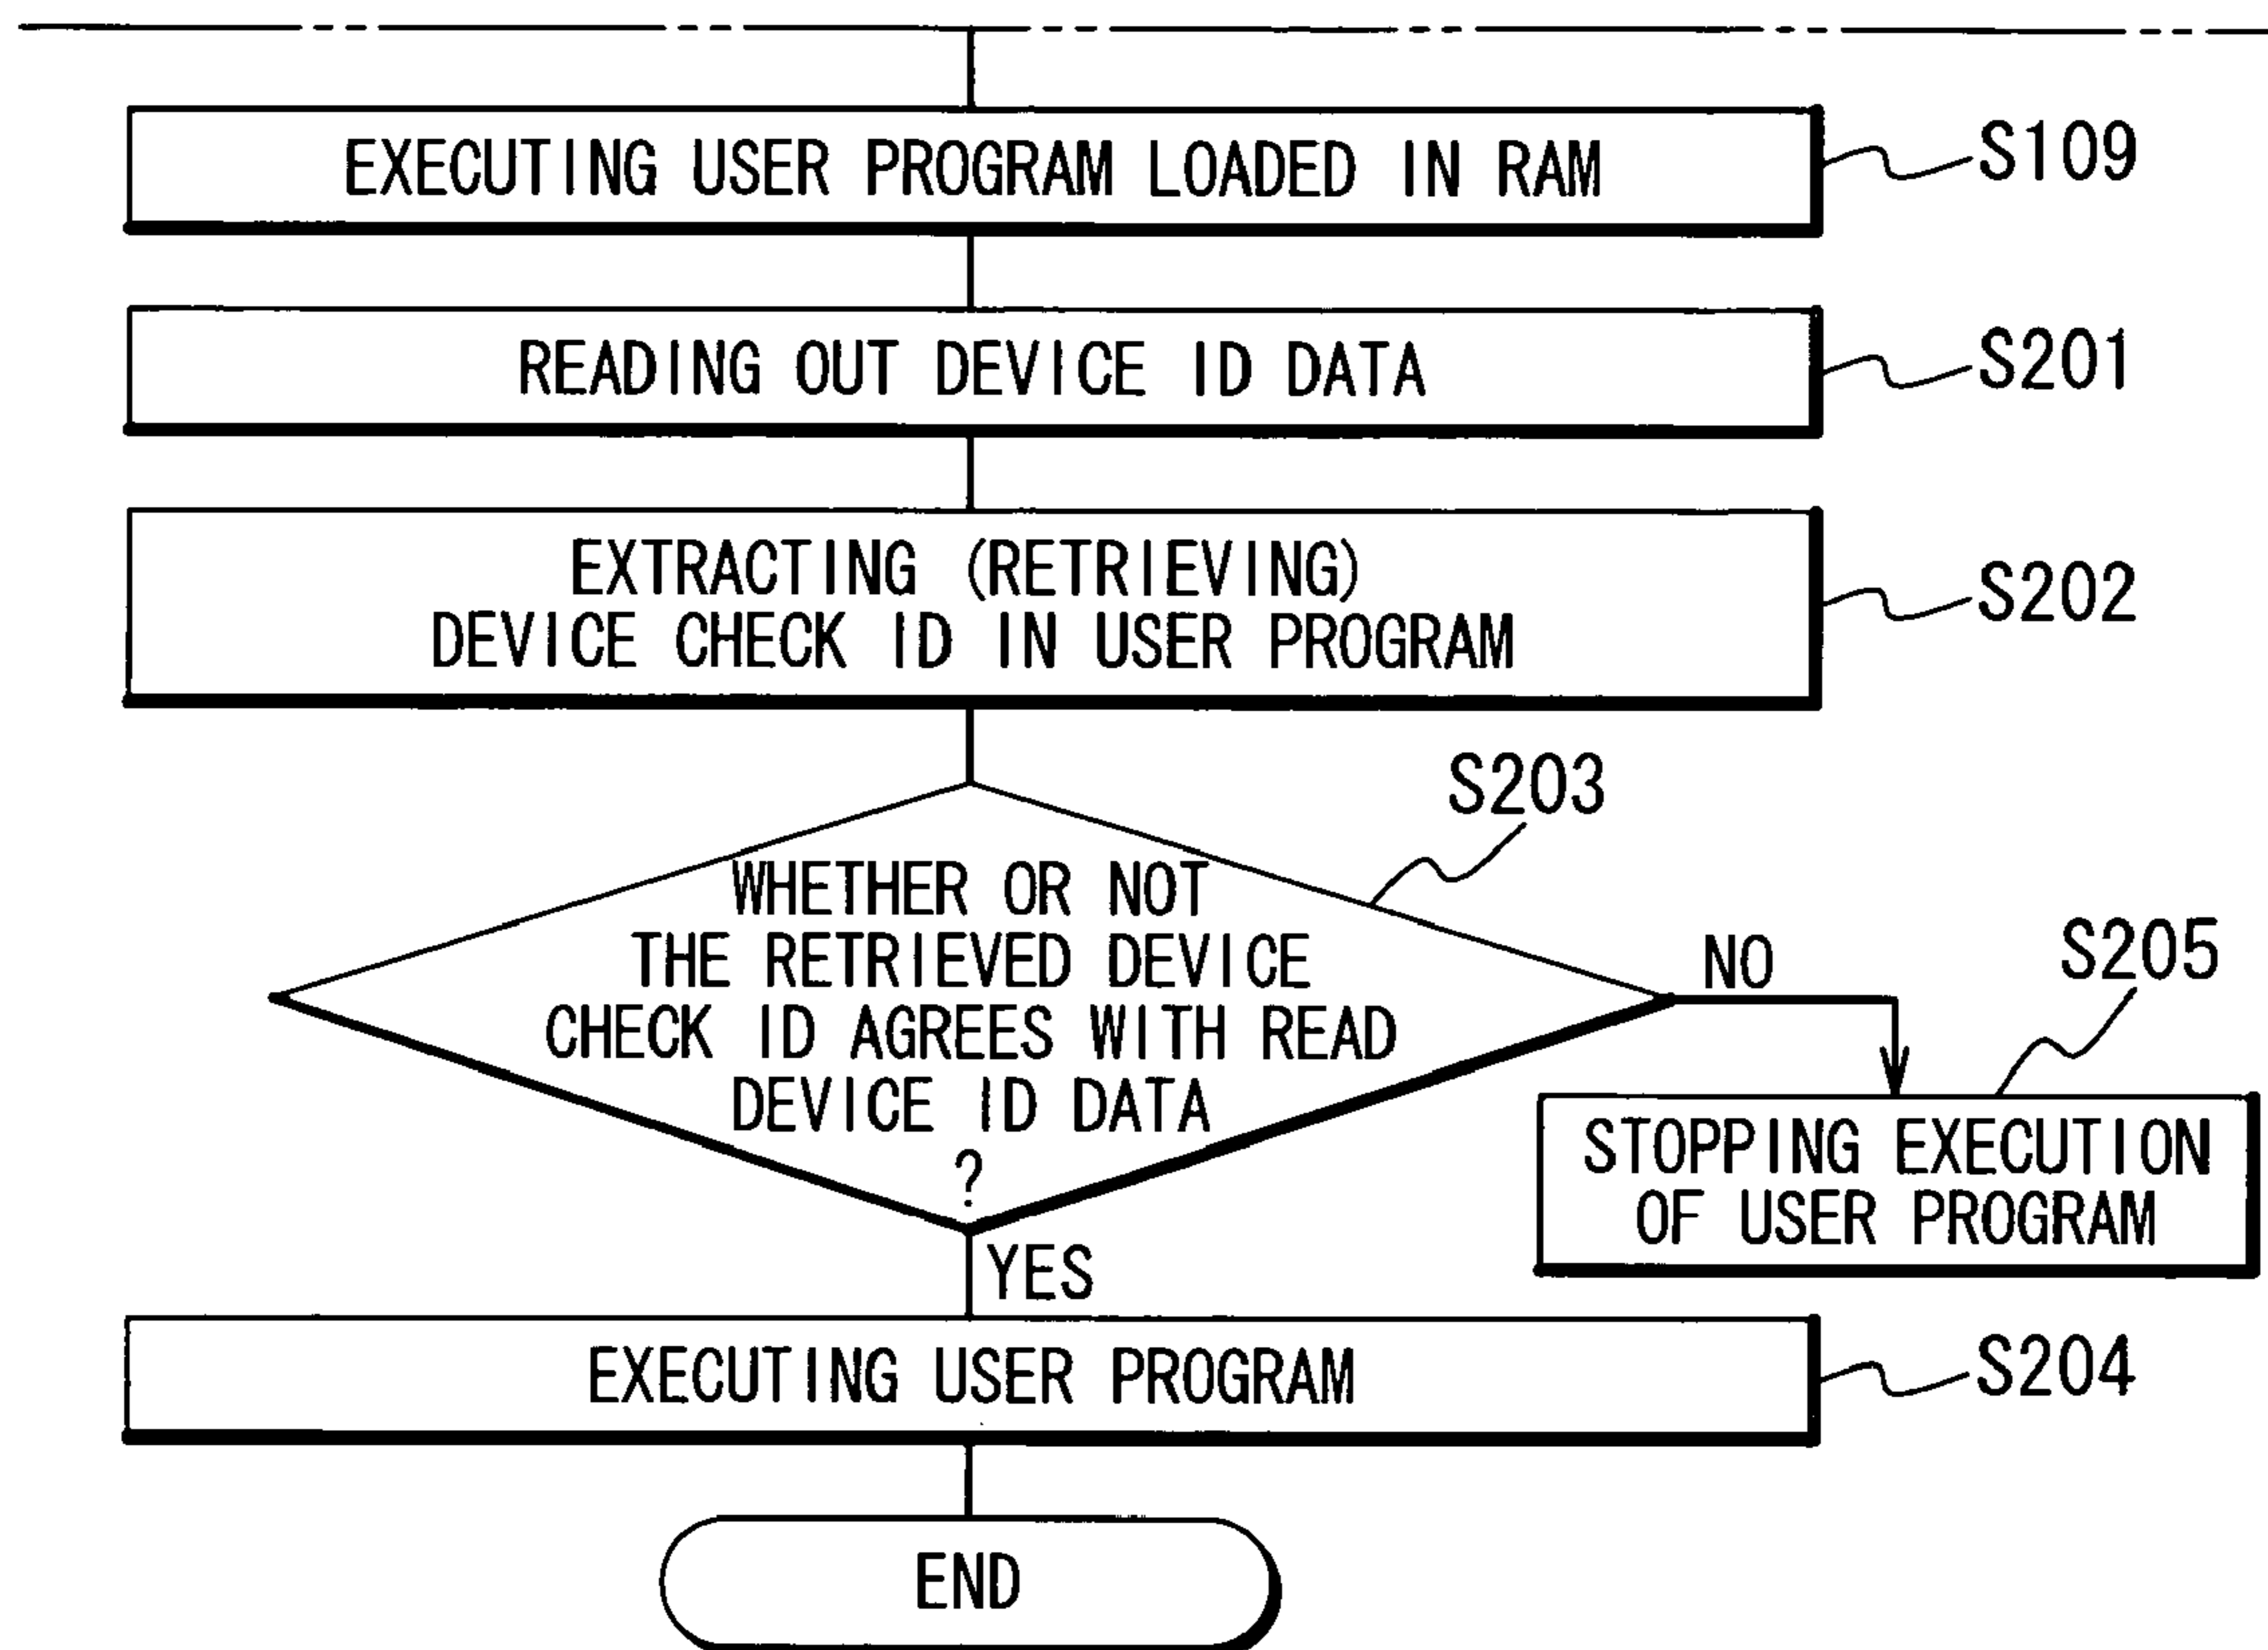 EXECUTING USER PROGRAM LOADED IN RAM
S109
READING OUT DEVICE ID DATA
S201
EXTRACTING (RETRIEVING)
DEVICE CHECK ID IN USER PROGRAM
S202
S203
WHETHER OR NOT
THE RETRIEVED DEVICE
CHECK ID AGREES WITH READ
DEVICE ID DATA
?
NO
S205
STOPPING EXECUTION
OF USER PROGRAM
YES
EXECUTING USER PROGRAM
S204
END